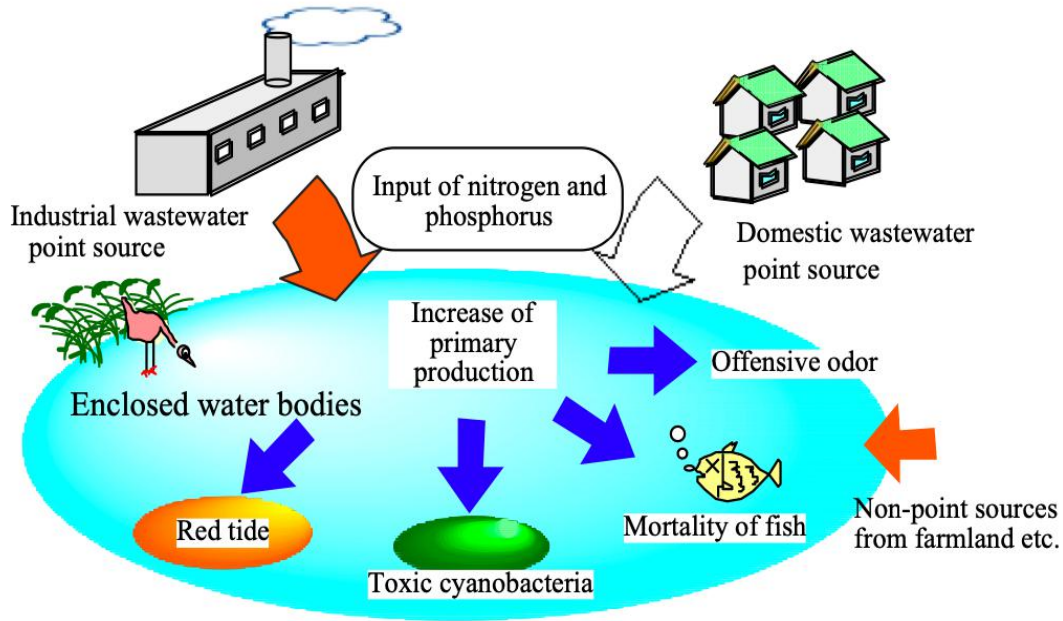 Input of nitrogen and
phosphorus
Industrial wastewater
point source
Domestic wastewater
point source
Increase of
primary
production
Offensive odor
Enclosed water bodies
Red tide
Toxic cyanobacteria
Mortality of fish
Non-point sources
from farmland etc.